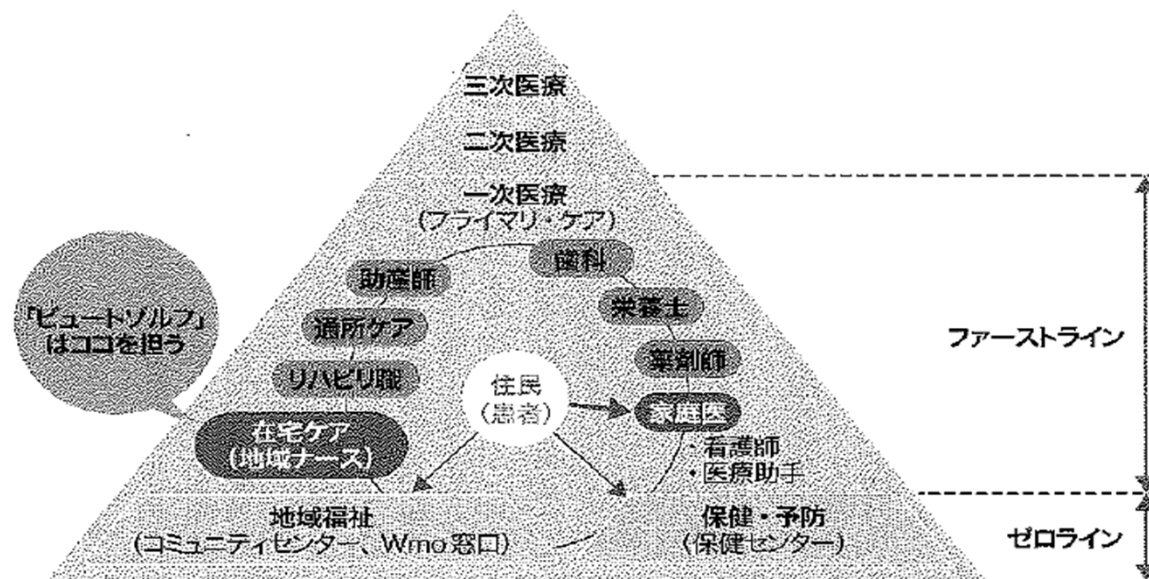 三次医療
二次医療
一次医療
(プライマリ・ケア)
助産師
歯科
通所ケア
栄養士
リハビリ職
薬剤師
「ビュートゾルフ」
はココを担う
住民
(患者)
家庭医
・看護師
・医療助手
在宅ケア
(地域ナース)
地域福祉
(コミュニティセンター、Wmo窓口)
保健・予防
(保健センター)
ファーストライン
ゼロライン